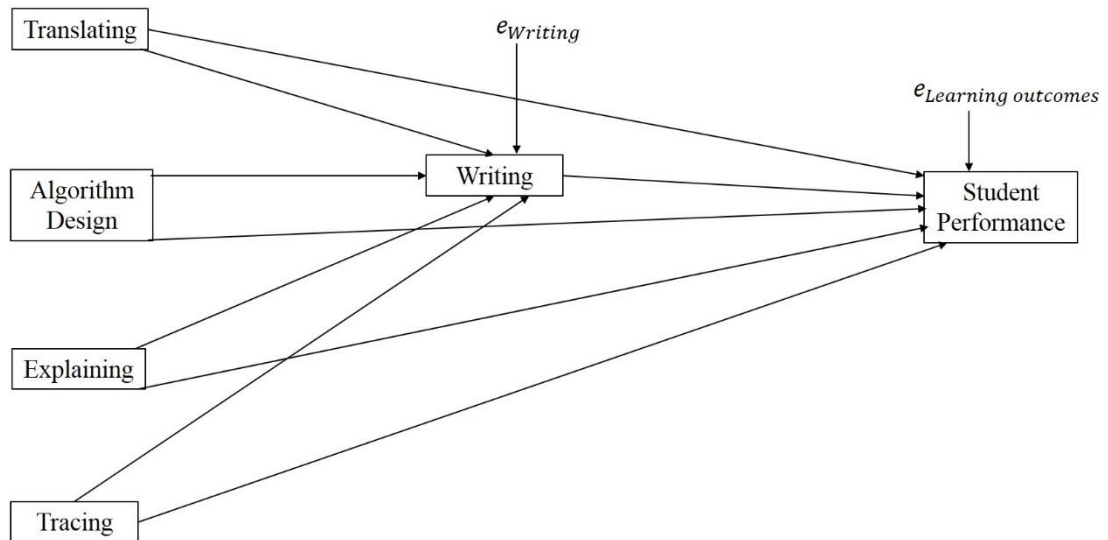 Translating
e_Writing
e_Learning outcomes
Algorithm
Design
Writing
Student
Performance
Explaining
Tracing